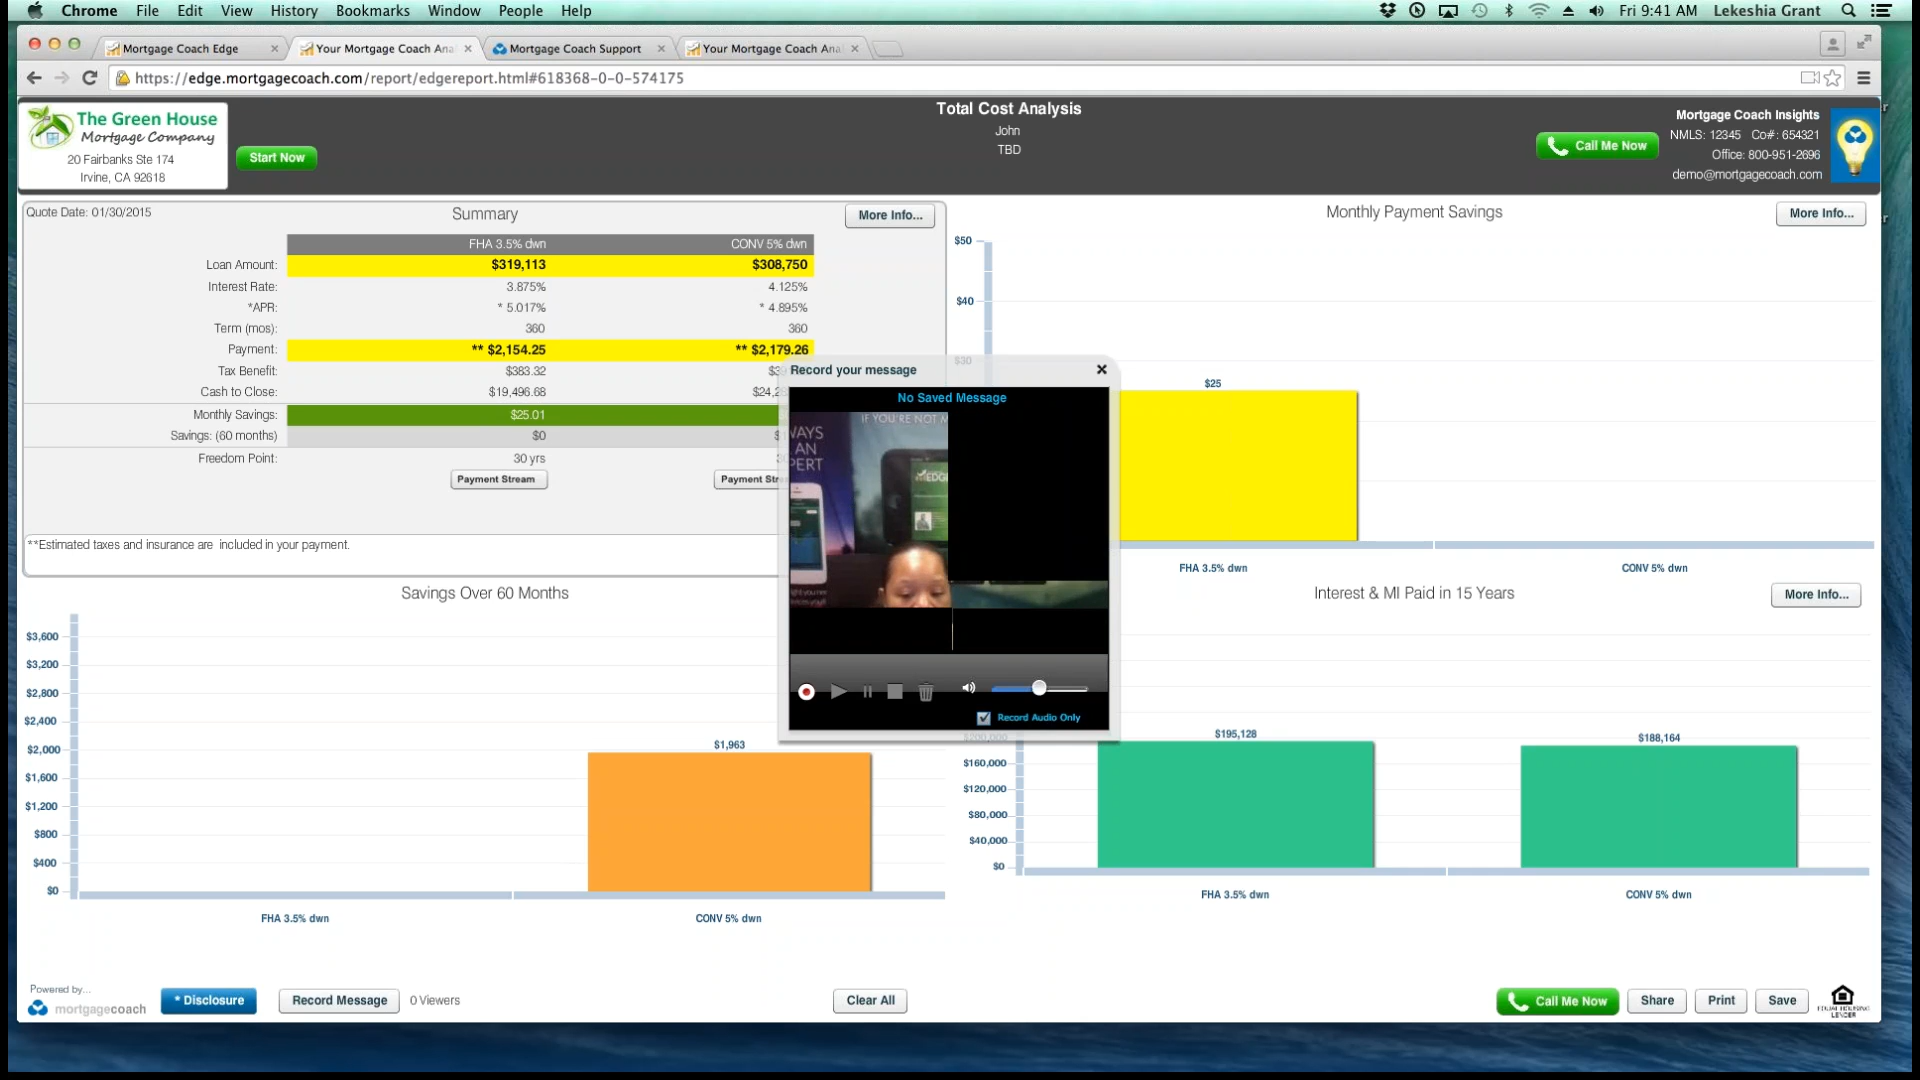 Chrome File Edit View History Bookmarks Window People Help
Fri 9:41 AM Lekeshia Grant
Mortgage Coach Edge
Your Mortgage Coach Ana
Mortgage Coach Support
Your Mortgage Coach Ana
https://edge.mortgagecoach.com/report/edgereport.html#618368-0-0-574175
The Green House
Mortgage Company
20 Fairbanks Ste 174
Irvine, CA 92618
Start Now
Total Cost Analysis
John
TBD
Call Me Now
Mortgage Coach Insights
NMLS: 12345 Co#: 654321
Office: 800-951-2696
demo@mortgagecoach.com
Quote Date: 01/30/2015
Summary
More Info...
FHA 3.5% dwn CONV 5% dwn
Loan Amount: $319,113 $308,750
Interest Rate: 3.875% 4.125%
*APR: * 5.017% * 4.895%
Term (mos): 360 360
Payment: ** $2,154.25 ** $2,179.26
Tax Benefit: $383.32
Cash to Close: $19,496.68
Monthly Savings: $25.01
Savings: (60 months) $0
Freedom Point: 30 yrs
Payment Stream
**Estimated taxes and insurance are included in your payment.
Monthly Payment Savings
More Info...
$50
$40
$30
$25
FHA 3.5% dwn
CONV 5% dwn
Record your message
No Saved Message
IF YOU'RE NOT
EDGE
Record Audio Only
Savings Over 60 Months
$3,600
$3,200
$2,800
$2,400
$2,000
$1,600
$1,200
$800
$400
$0
$1,963
FHA 3.5% dwn
CONV 5% dwn
Interest & MI Paid in 15 Years
More Info...
$200,000
$160,000
$120,000
$80,000
$40,000
$0
$195,128
$188,164
FHA 3.5% dwn
CONV 5% dwn
Powered by...
mortgagecoach
* Disclosure
Record Message
0 Viewers
Clear All
Call Me Now
Share
Print
Save
EQUAL HOUSING
LENDER